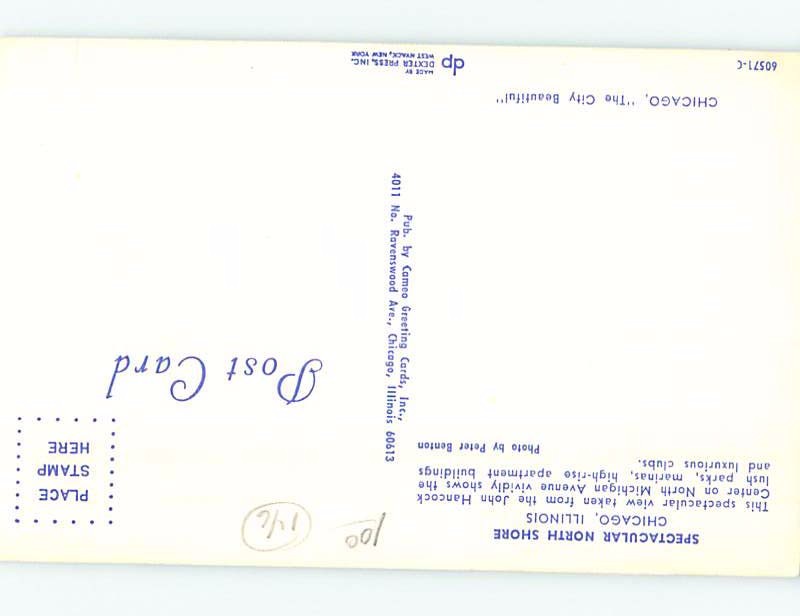 SPECTACULAR NORTH SHORE
CHICAGO, ILLINOIS
This spectacular view taken from the John Hancock
Center on North Michigan Avenue vividly shows the
lush parks, marinas, high-rise apartment buildings
and luxurious clubs.
Photo by Peter Benton
CHICAGO, "The City Beautiful"
60571-C
dp
MADE BY
DEXTER PRESS, INC.
WEST NYACK, NEW YORK
Pub. by Cameo Greeting Cards, Inc.,
4011 No. Ravenswood Ave., Chicago, Illinois 60613
Post Card
PLACE
STAMP
HERE
100